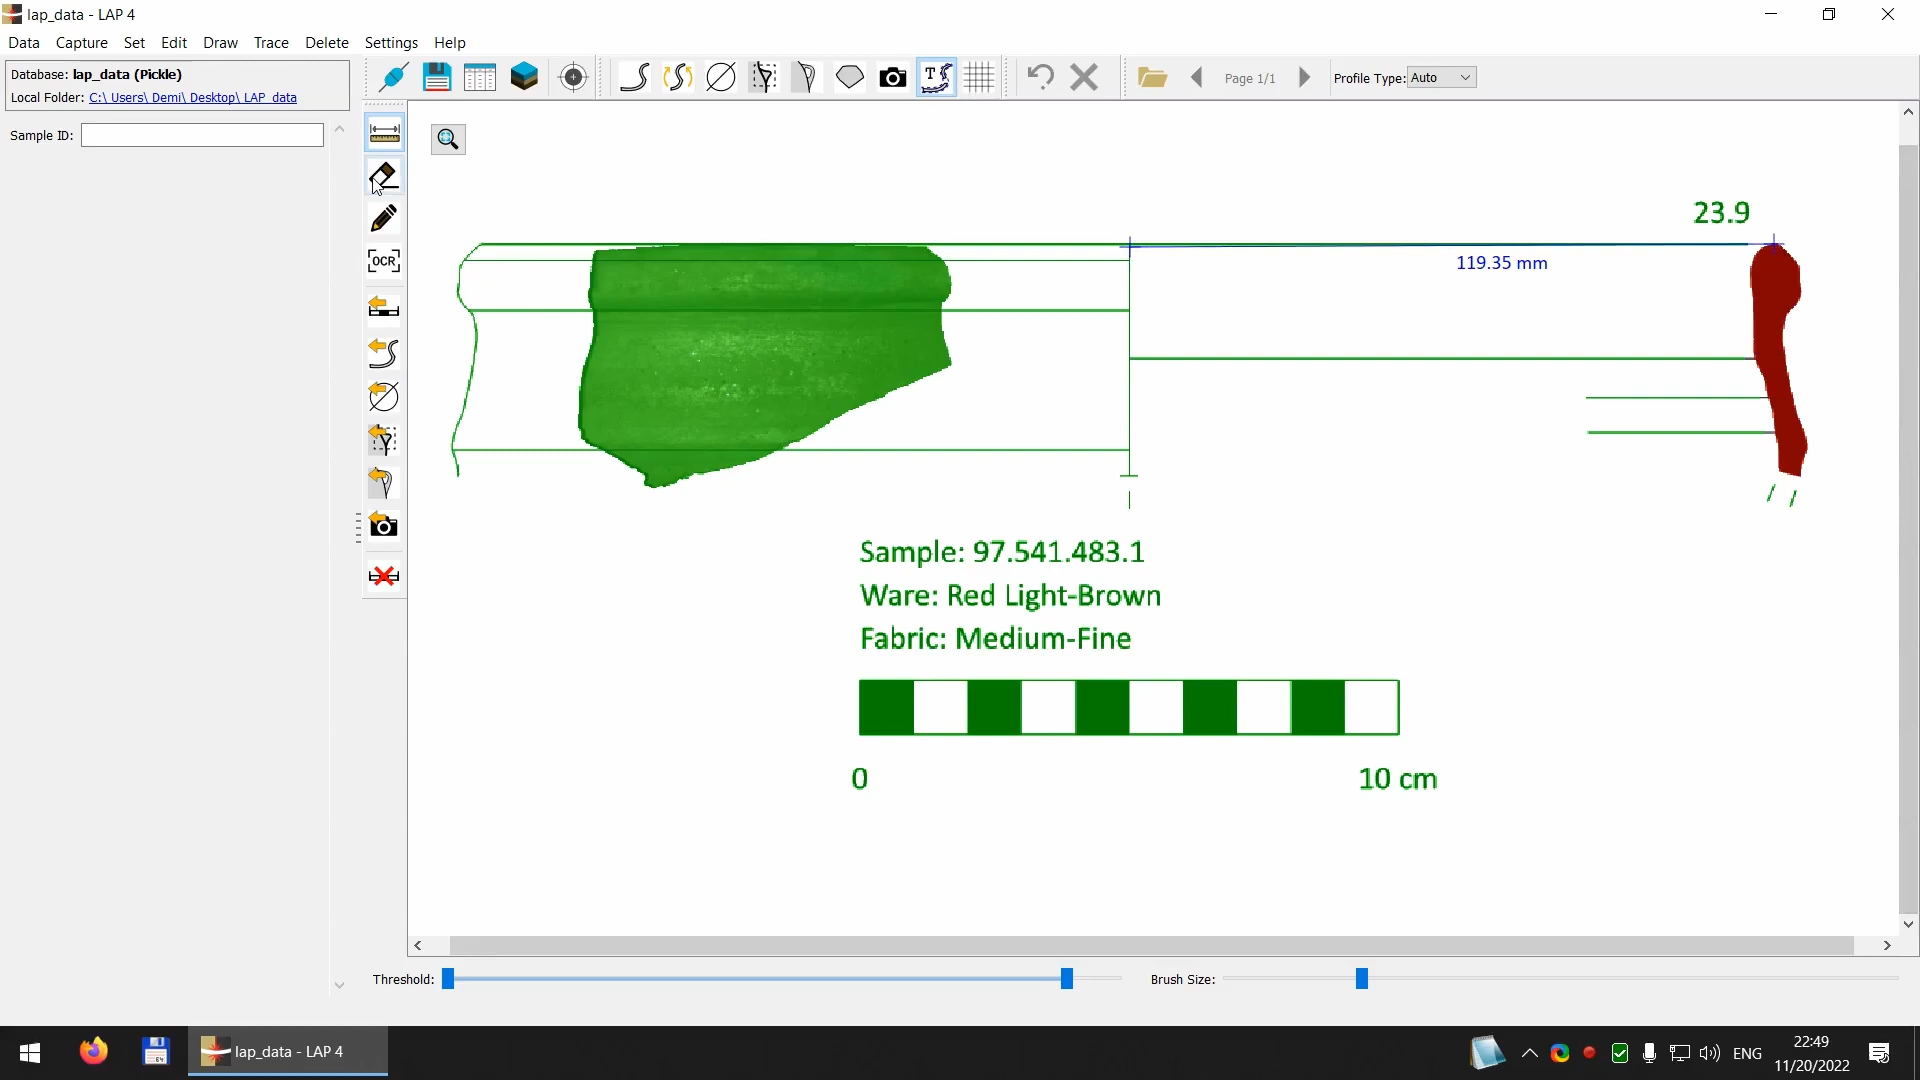 lap_data - LAP 4
Data Capture Set Edit Draw Trace Delete Settings Help
Database: lap_data (Pickle)
Local Folder: C:\ Users\ Demi\ Desktop\ LAP data
Page 1/1
Profile Type: Auto
Sample ID:
OCR
23.9
119.35 mm
Sample: 97.541.483.1
Ware: Red Light-Brown
Fabric: Medium-Fine
0 10 cm
Threshold:
Brush Size:
lap_data - LAP 4
ENG
22:49
11/20/2022